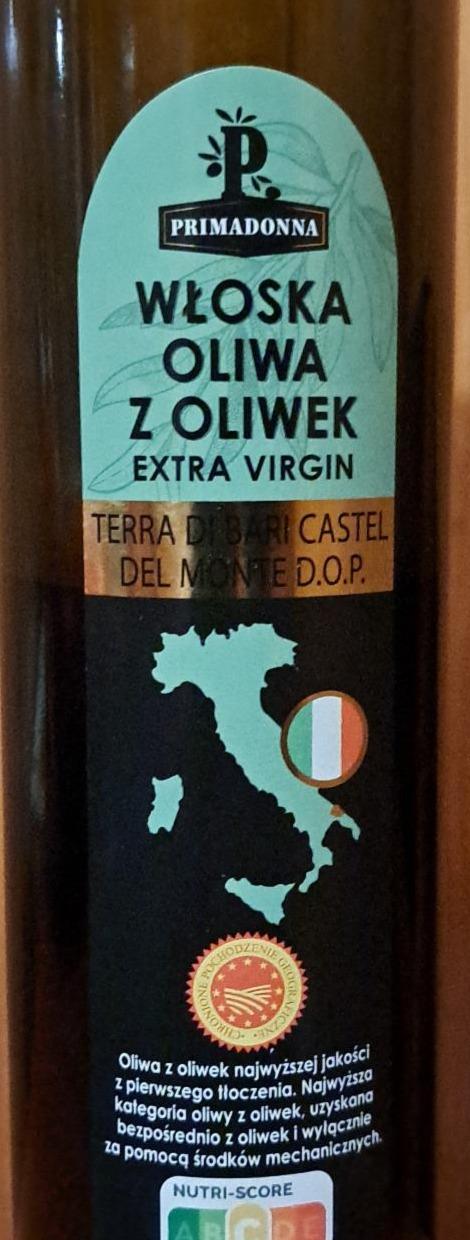 P
PRIMADONNA
WŁOSKA
OLIWA
Z OLIWEK
EXTRA VIRGIN
TERRA DI BARI CASTEL
DEL MONTE D.O.P.
• CHRONIONE POCHODZENIE GEOGRAFICZNE •
Oliwa z oliwek najwyższej jakości
z pierwszego tłoczenia. Najwyższa
kategoria oliwy z oliwek, uzyskana
bezpośrednio z oliwek i wyłącznie
za pomocą środków mechanicznych.
NUTRI-SCORE
A B C D E